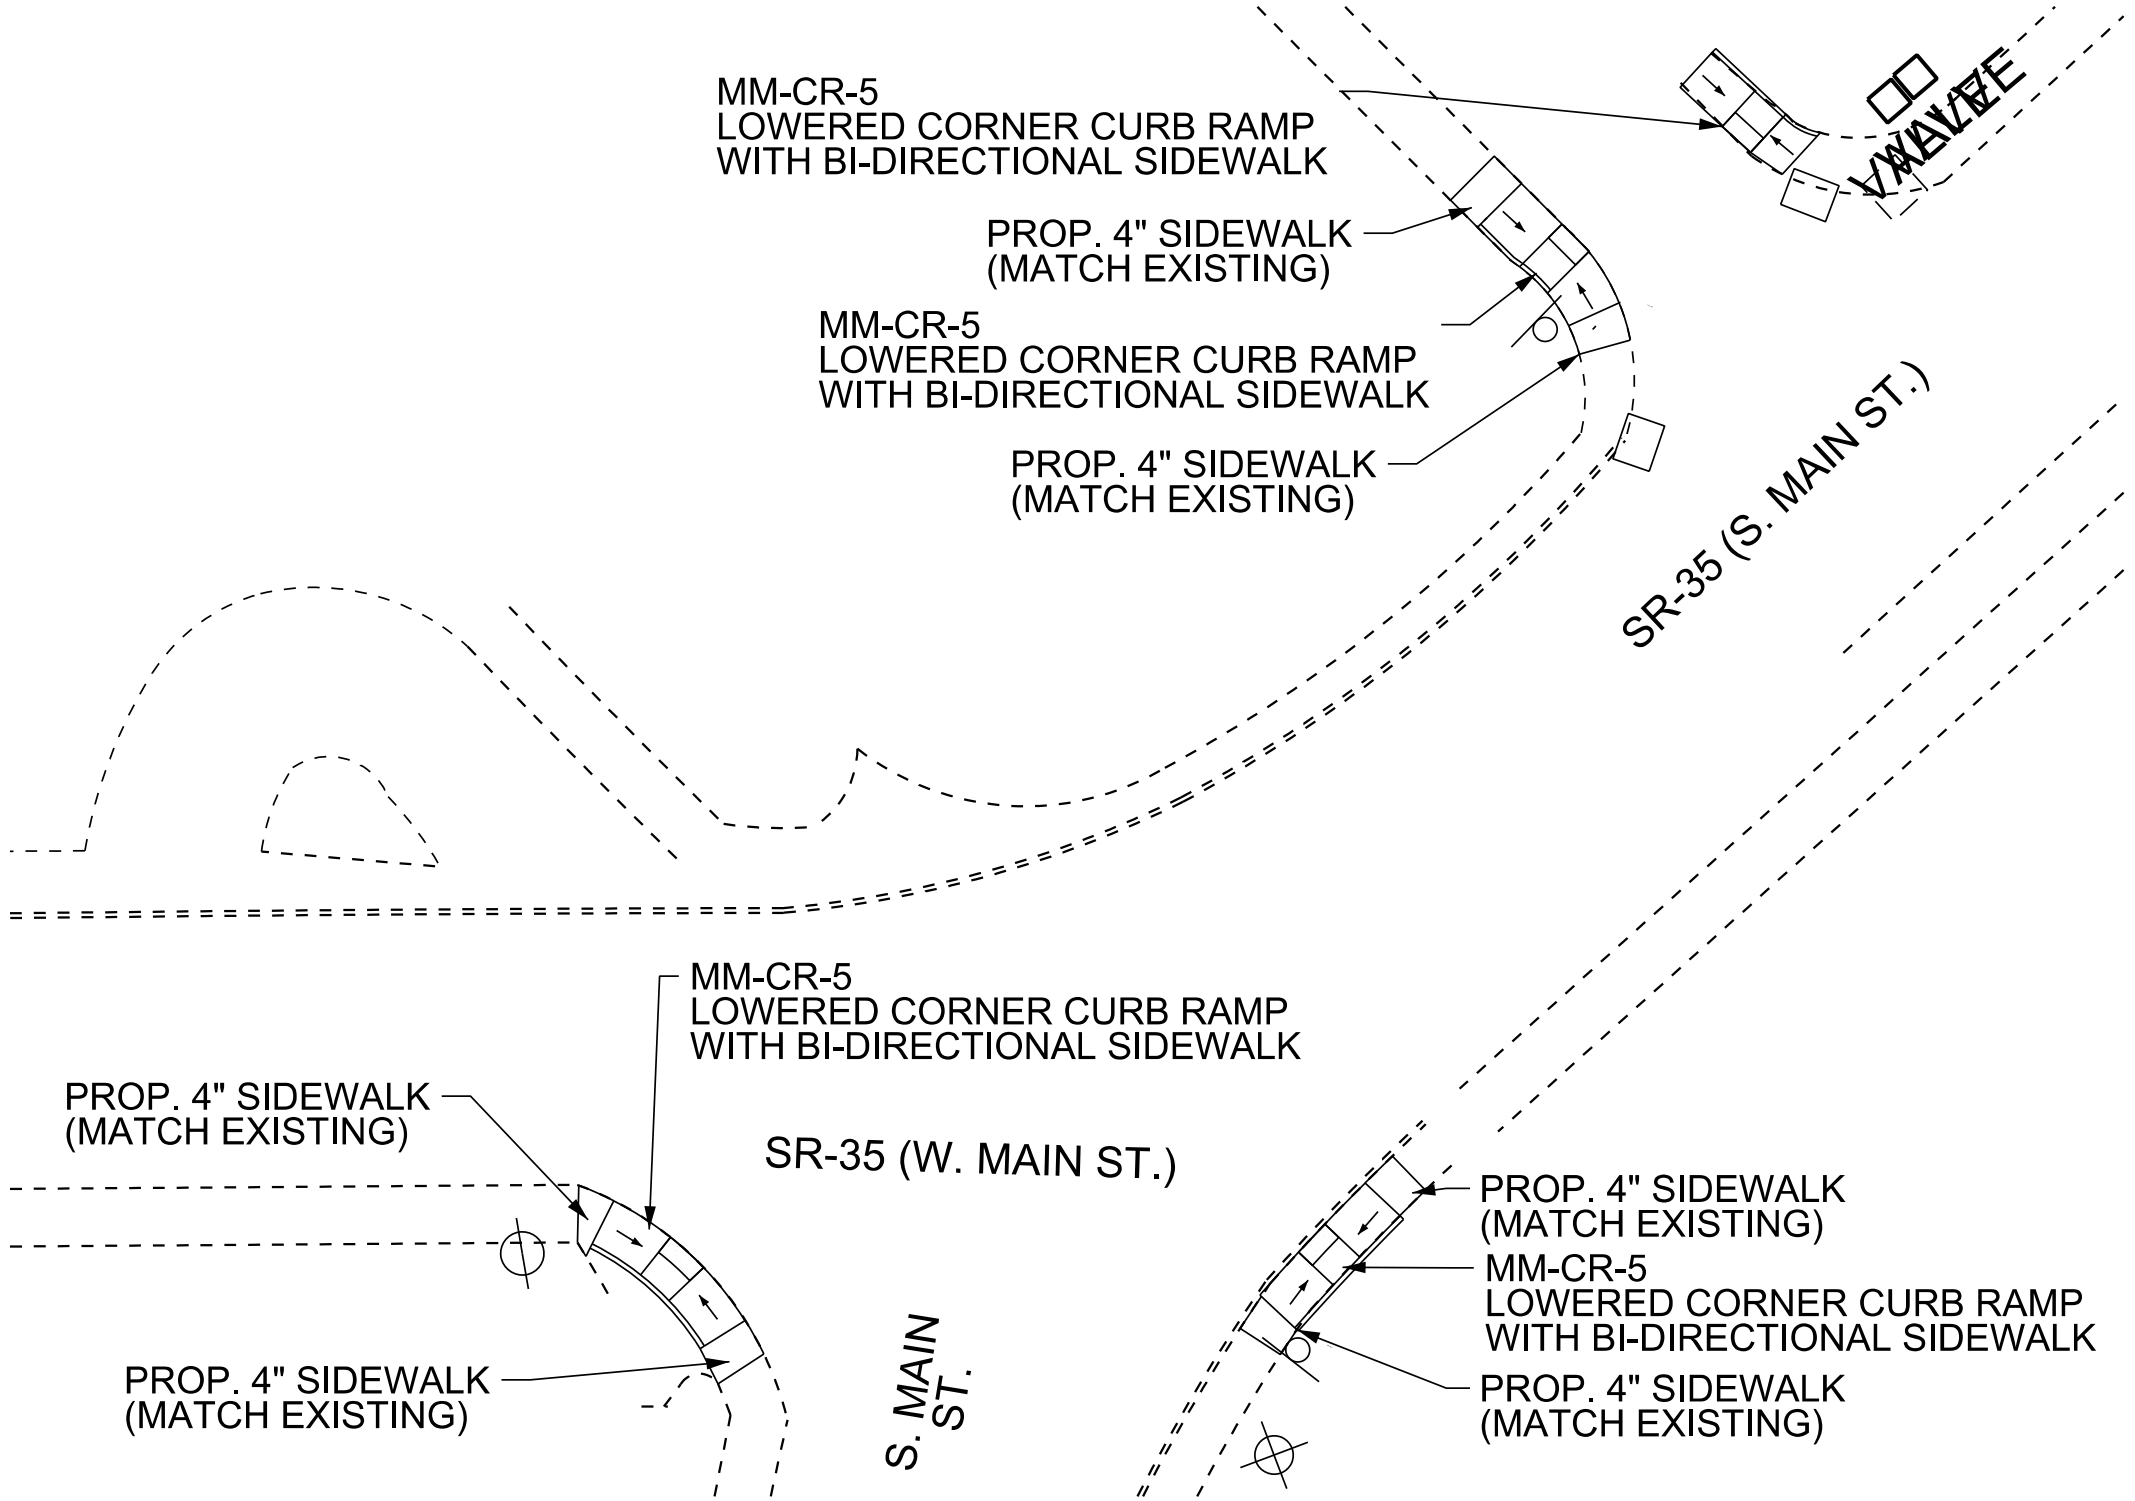 MM-CR-5
LOWERED CORNER CURB RAMP
WITH BI-DIRECTIONAL SIDEWALK
PROP. 4" SIDEWALK
(MATCH EXISTING)
MM-CR-5
LOWERED CORNER CURB RAMP
WITH BI-DIRECTIONAL SIDEWALK
PROP. 4" SIDEWALK
(MATCH EXISTING)
SR-35 (S. MAIN ST.)
MM-CR-5
LOWERED CORNER CURB RAMP
WITH BI-DIRECTIONAL SIDEWALK
PROP. 4" SIDEWALK
(MATCH EXISTING)
SR-35 (W. MAIN ST.)
PROP. 4" SIDEWALK
(MATCH EXISTING)
MM-CR-5
LOWERED CORNER CURB RAMP
WITH BI-DIRECTIONAL SIDEWALK
PROP. 4" SIDEWALK
(MATCH EXISTING)
PROP. 4" SIDEWALK
(MATCH EXISTING)
S. MAIN
ST.